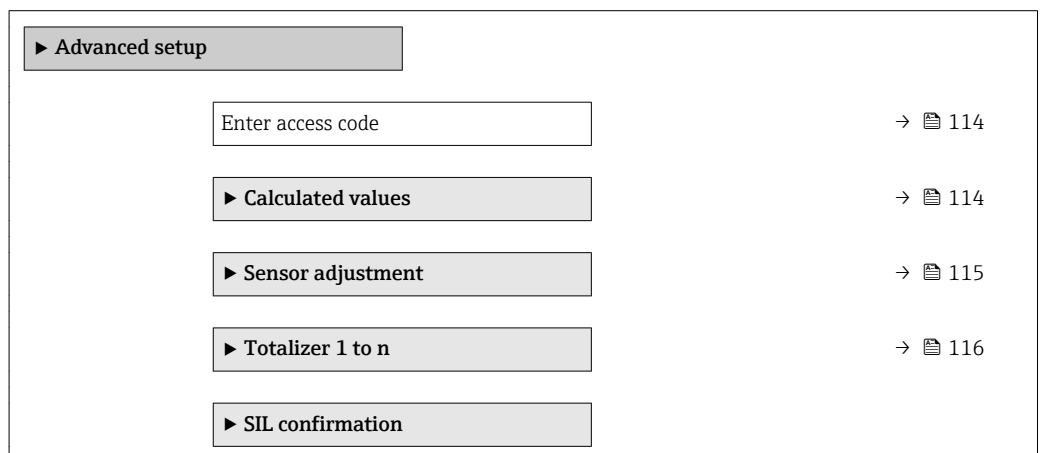 ▶ Advanced setup
Enter access code → 114
▶ Calculated values → 114
▶ Sensor adjustment → 115
▶ Totalizer 1 to n → 116
▶ SIL confirmation